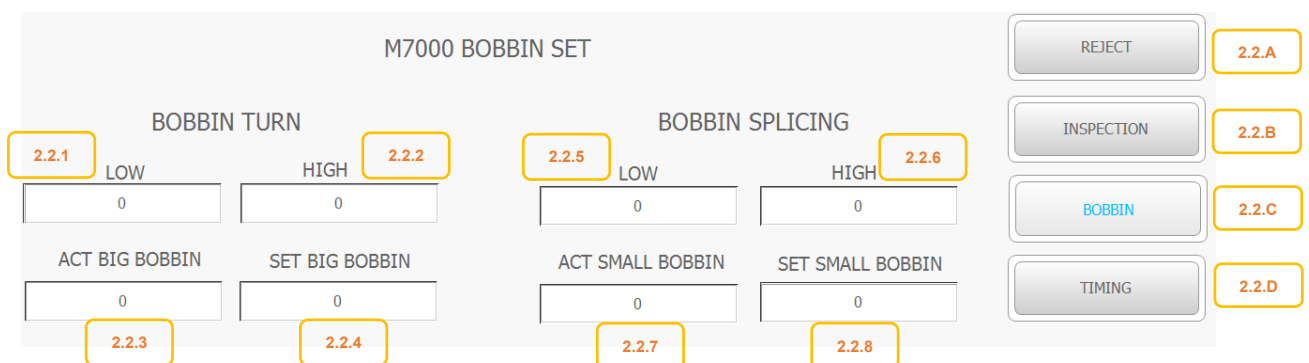 M7000 BOBBIN SET
REJECT
2.2.A
BOBBIN TURN
BOBBIN SPLICING
INSPECTION
2.2.B
2.2.1
LOW
HIGH
2.2.2
2.2.5
LOW
HIGH
2.2.6
0
0
0
0
BOBBIN
2.2.C
ACT BIG BOBBIN
SET BIG BOBBIN
ACT SMALL BOBBIN
SET SMALL BOBBIN
0
0
0
0
TIMING
2.2.D
2.2.3
2.2.4
2.2.7
2.2.8